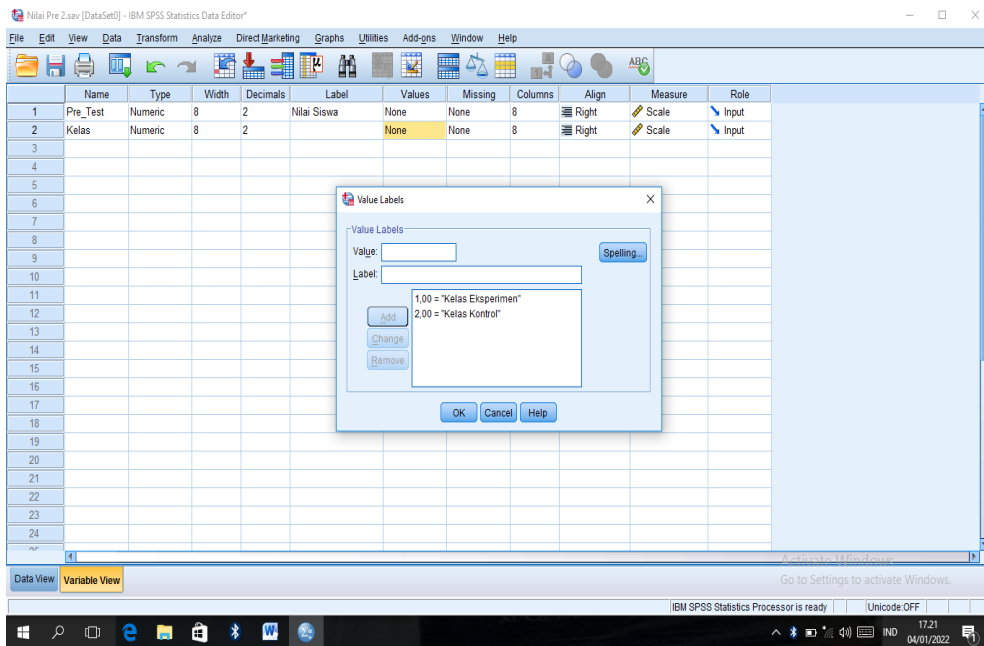 Nilai Pre 2.sav [DataSet0] - IBM SPSS Statistics Data Editor*
File Edit View Data Transform Analyze Direct Marketing Graphs Utilities Add-ons Window Help
Name Type Width Decimals Label Values Missing Columns Align Measure Role
1 Pre_Test Numeric 8 2 Nilai Siswa None None 8 Right Scale Input
2 Kelas Numeric 8 2 None None 8 Right Scale Input
3
4
5
6
7
8
9
10
11
12
13
14
15
16
17
18
19
20
21
22
23
24
25
Value Labels
Value Labels
Value:
Spelling...
Label:
1,00 = "Kelas Eksperimen"
2,00 = "Kelas Kontrol"
Add
Change
Remove
OK Cancel Help
Activate Windows
Go to Settings to activate Windows.
Data View Variable View
IBM SPSS Statistics Processor is ready Unicode:OFF
IND
17.21
04/01/2022